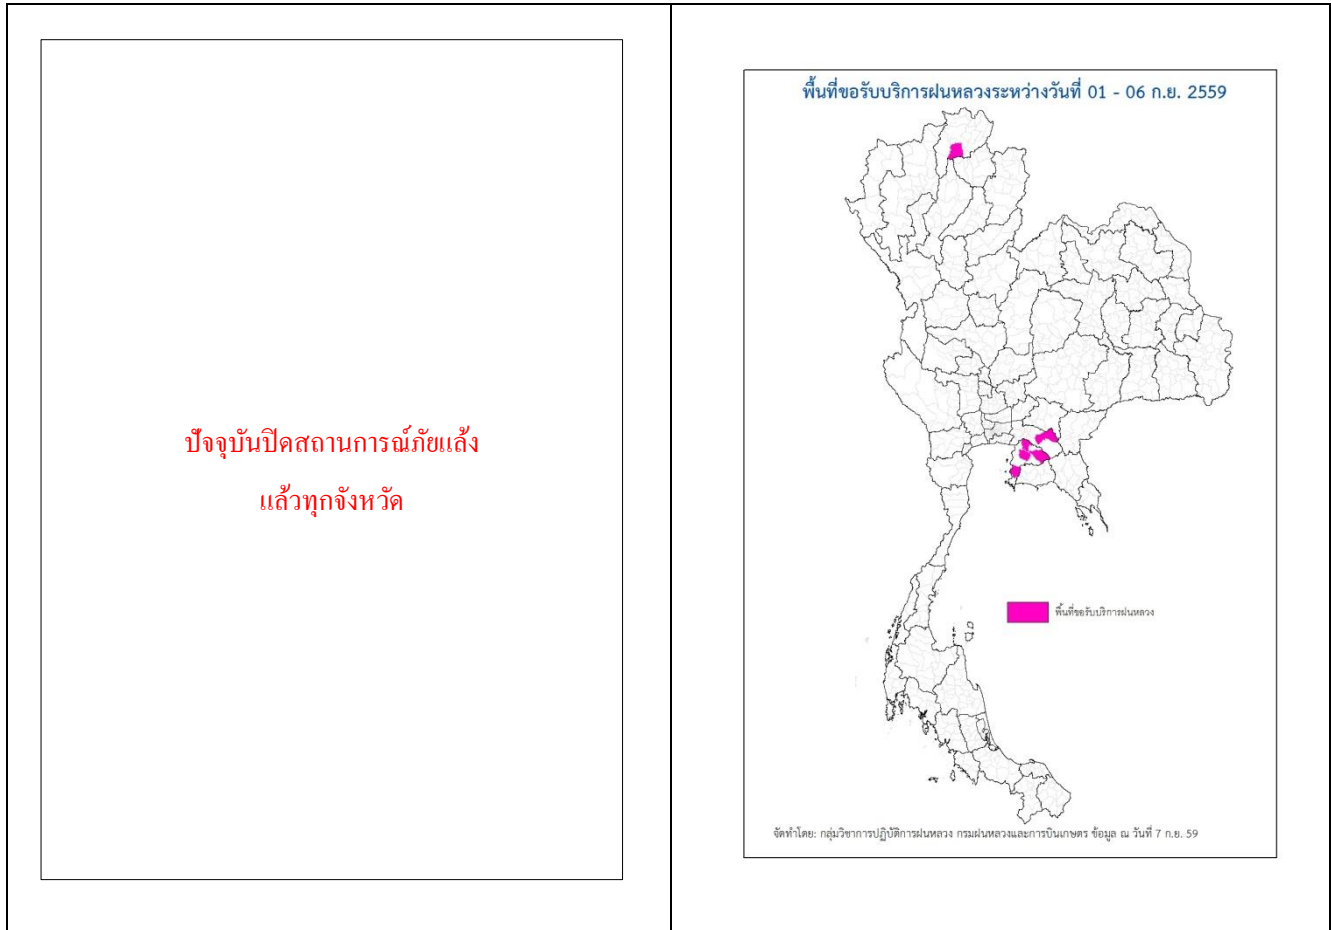 ปัจจุบันปิดสถานการณ์ภัยแล้ง
แล้วทุกจังหวัด
พื้นที่ขอรับบริการฝนหลวงระหว่างวันที่ 01 - 06 ก.ย. 2559
พื้นที่ขอรับบริการฝนหลวง
จัดทำโดย: กลุ่มวิชาการปฏิบัติการฝนหลวง กรมฝนหลวงและการบินเกษตร ข้อมูล ณ วันที่ 7 ก.ย. 59